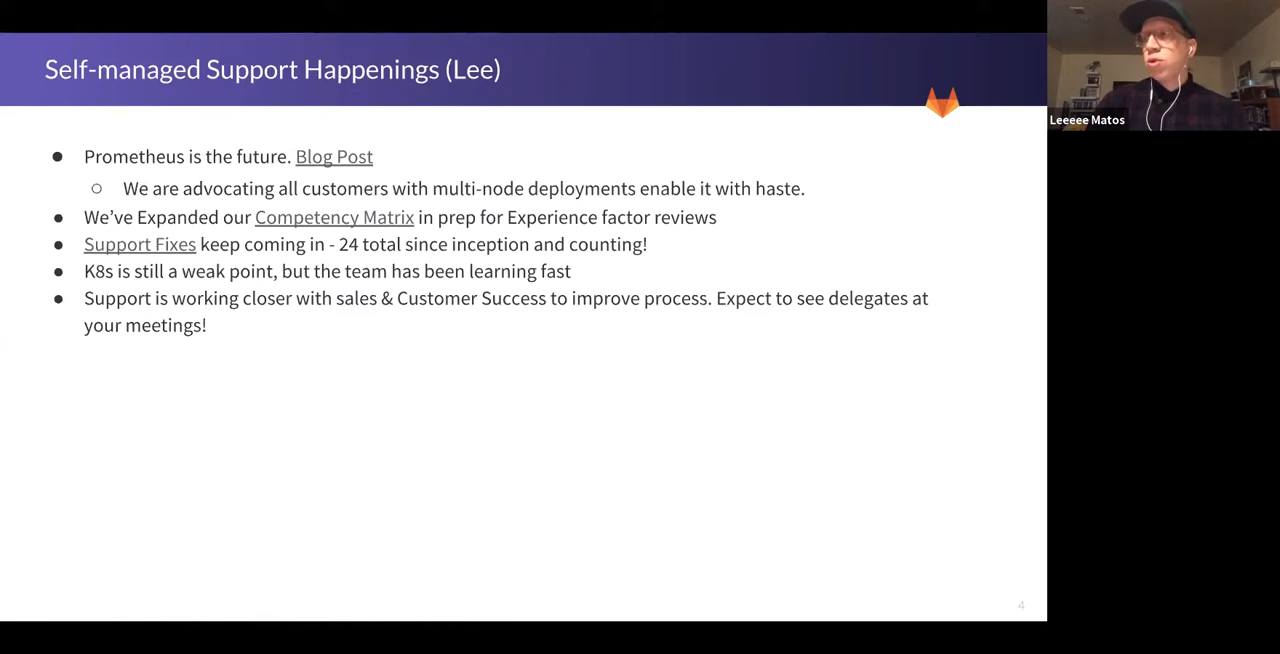 Self-managed Support Happenings (Lee)
Leeeee Matos
● Prometheus is the future. Blog Post
○ We are advocating all customers with multi-node deployments enable it with haste.
● We've Expanded our Competency Matrix in prep for Experience factor reviews
● Support Fixes keep coming in - 24 total since inception and counting!
● K8s is still a weak point, but the team has been learning fast
● Support is working closer with sales & Customer Success to improve process. Expect to see delegates at
your meetings!
4